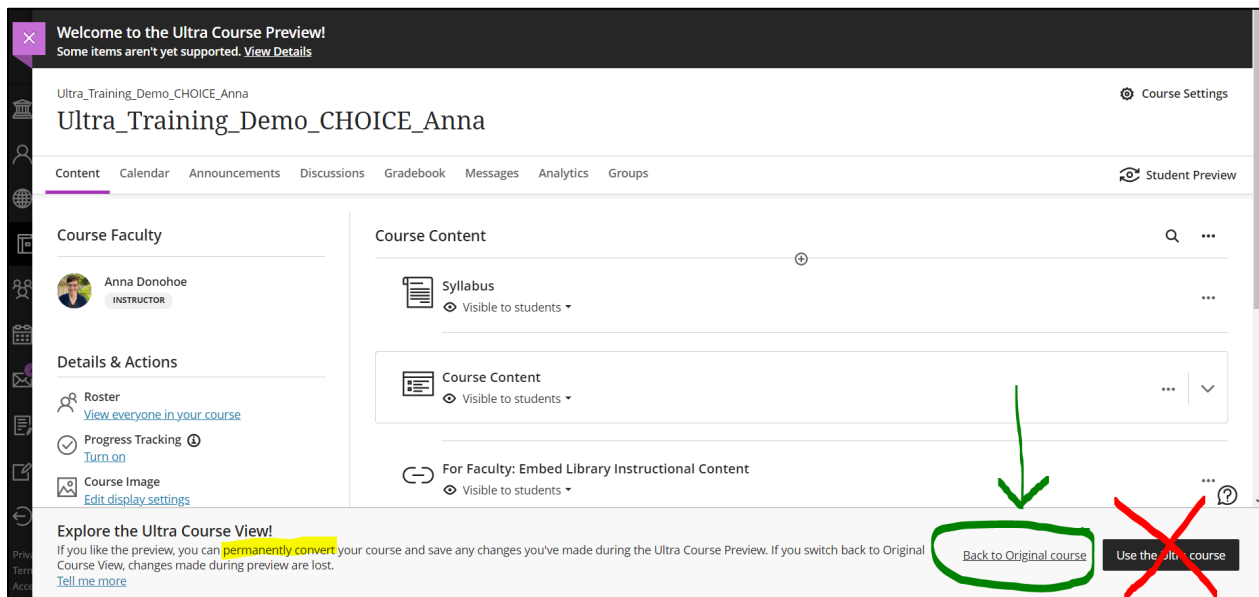 Welcome to the Ultra Course Preview!
Some items aren't yet supported. View Details
Ultra_Training_Demo_CHOICE_Anna
Course Settings
Ultra_Training_Demo_CHOICE_Anna
Content Calendar Announcements Discussions Gradebook Messages Analytics Groups
Student Preview
Course Faculty
Anna Donohoe
INSTRUCTOR
Details & Actions
Roster
View everyone in your course
Progress Tracking
Turn on
Course Image
Edit display settings
Course Content
Syllabus
Visible to students
Course Content
Visible to students
For Faculty: Embed Library Instructional Content
Visible to students
Explore the Ultra Course View!
If you like the preview, you can permanently convert your course and save any changes you've made during the Ultra Course Preview. If you switch back to Original
Course View, changes made during preview are lost.
Tell me more
Back to Original course
Use the Ultra course
Priva
Term
Acce